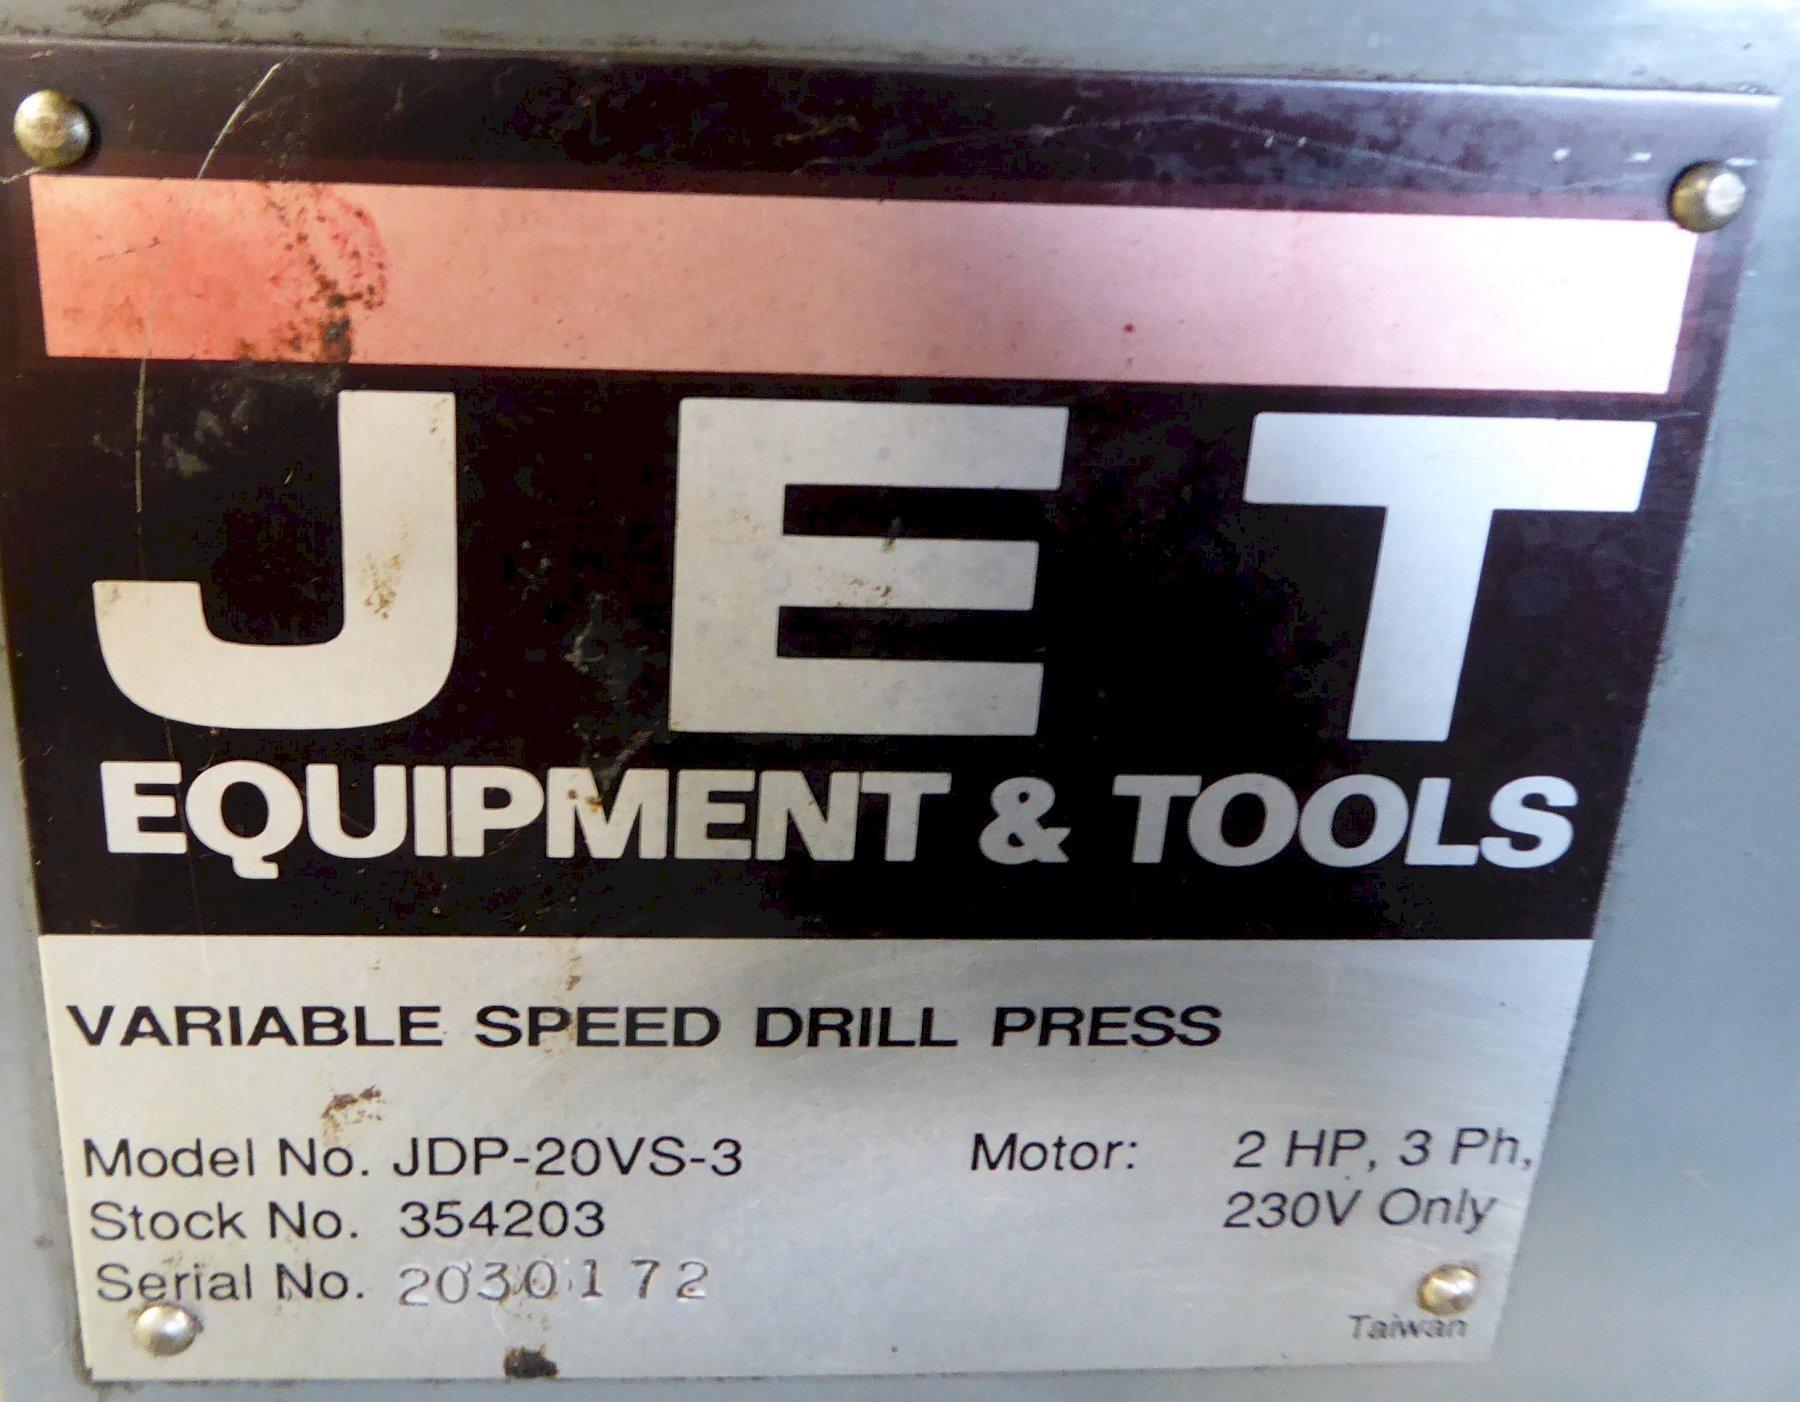 JET
EQUIPMENT & TOOLS
VARIABLE SPEED DRILL PRESS
Model No. JDP-20VS-3
Stock No. 354203
Serial No. 2030172
Motor: 2 HP, 3 Ph,
230V Only
Taiwan